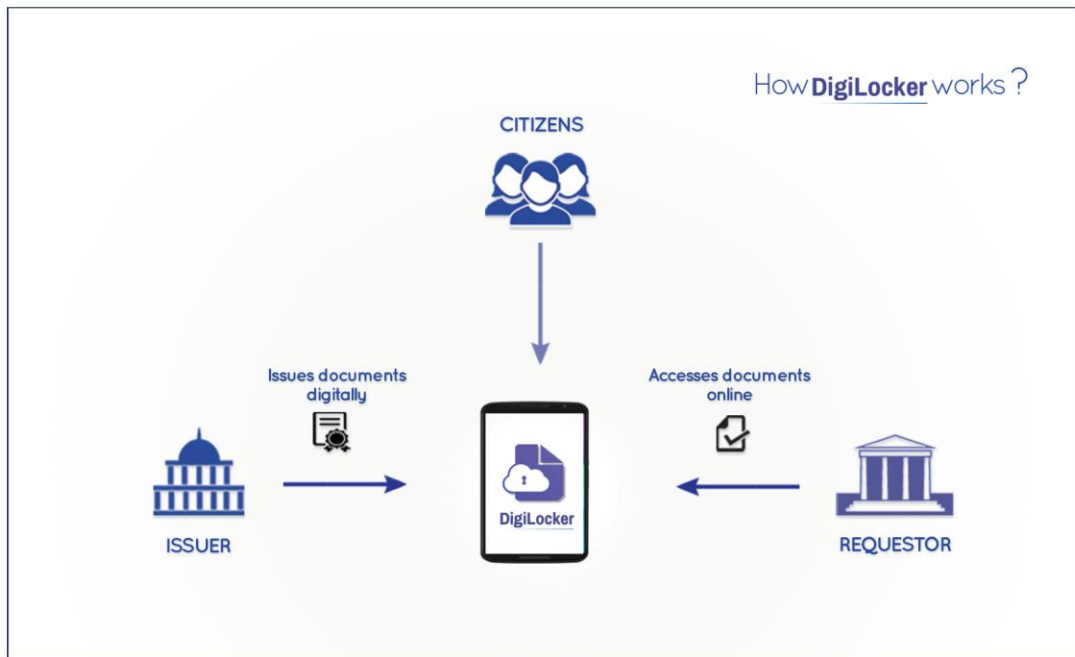 How DigiLocker works ?
CITIZENS
Issues documents
digitally
Accesses documents
online
DigiLocker
ISSUER
REQUESTOR